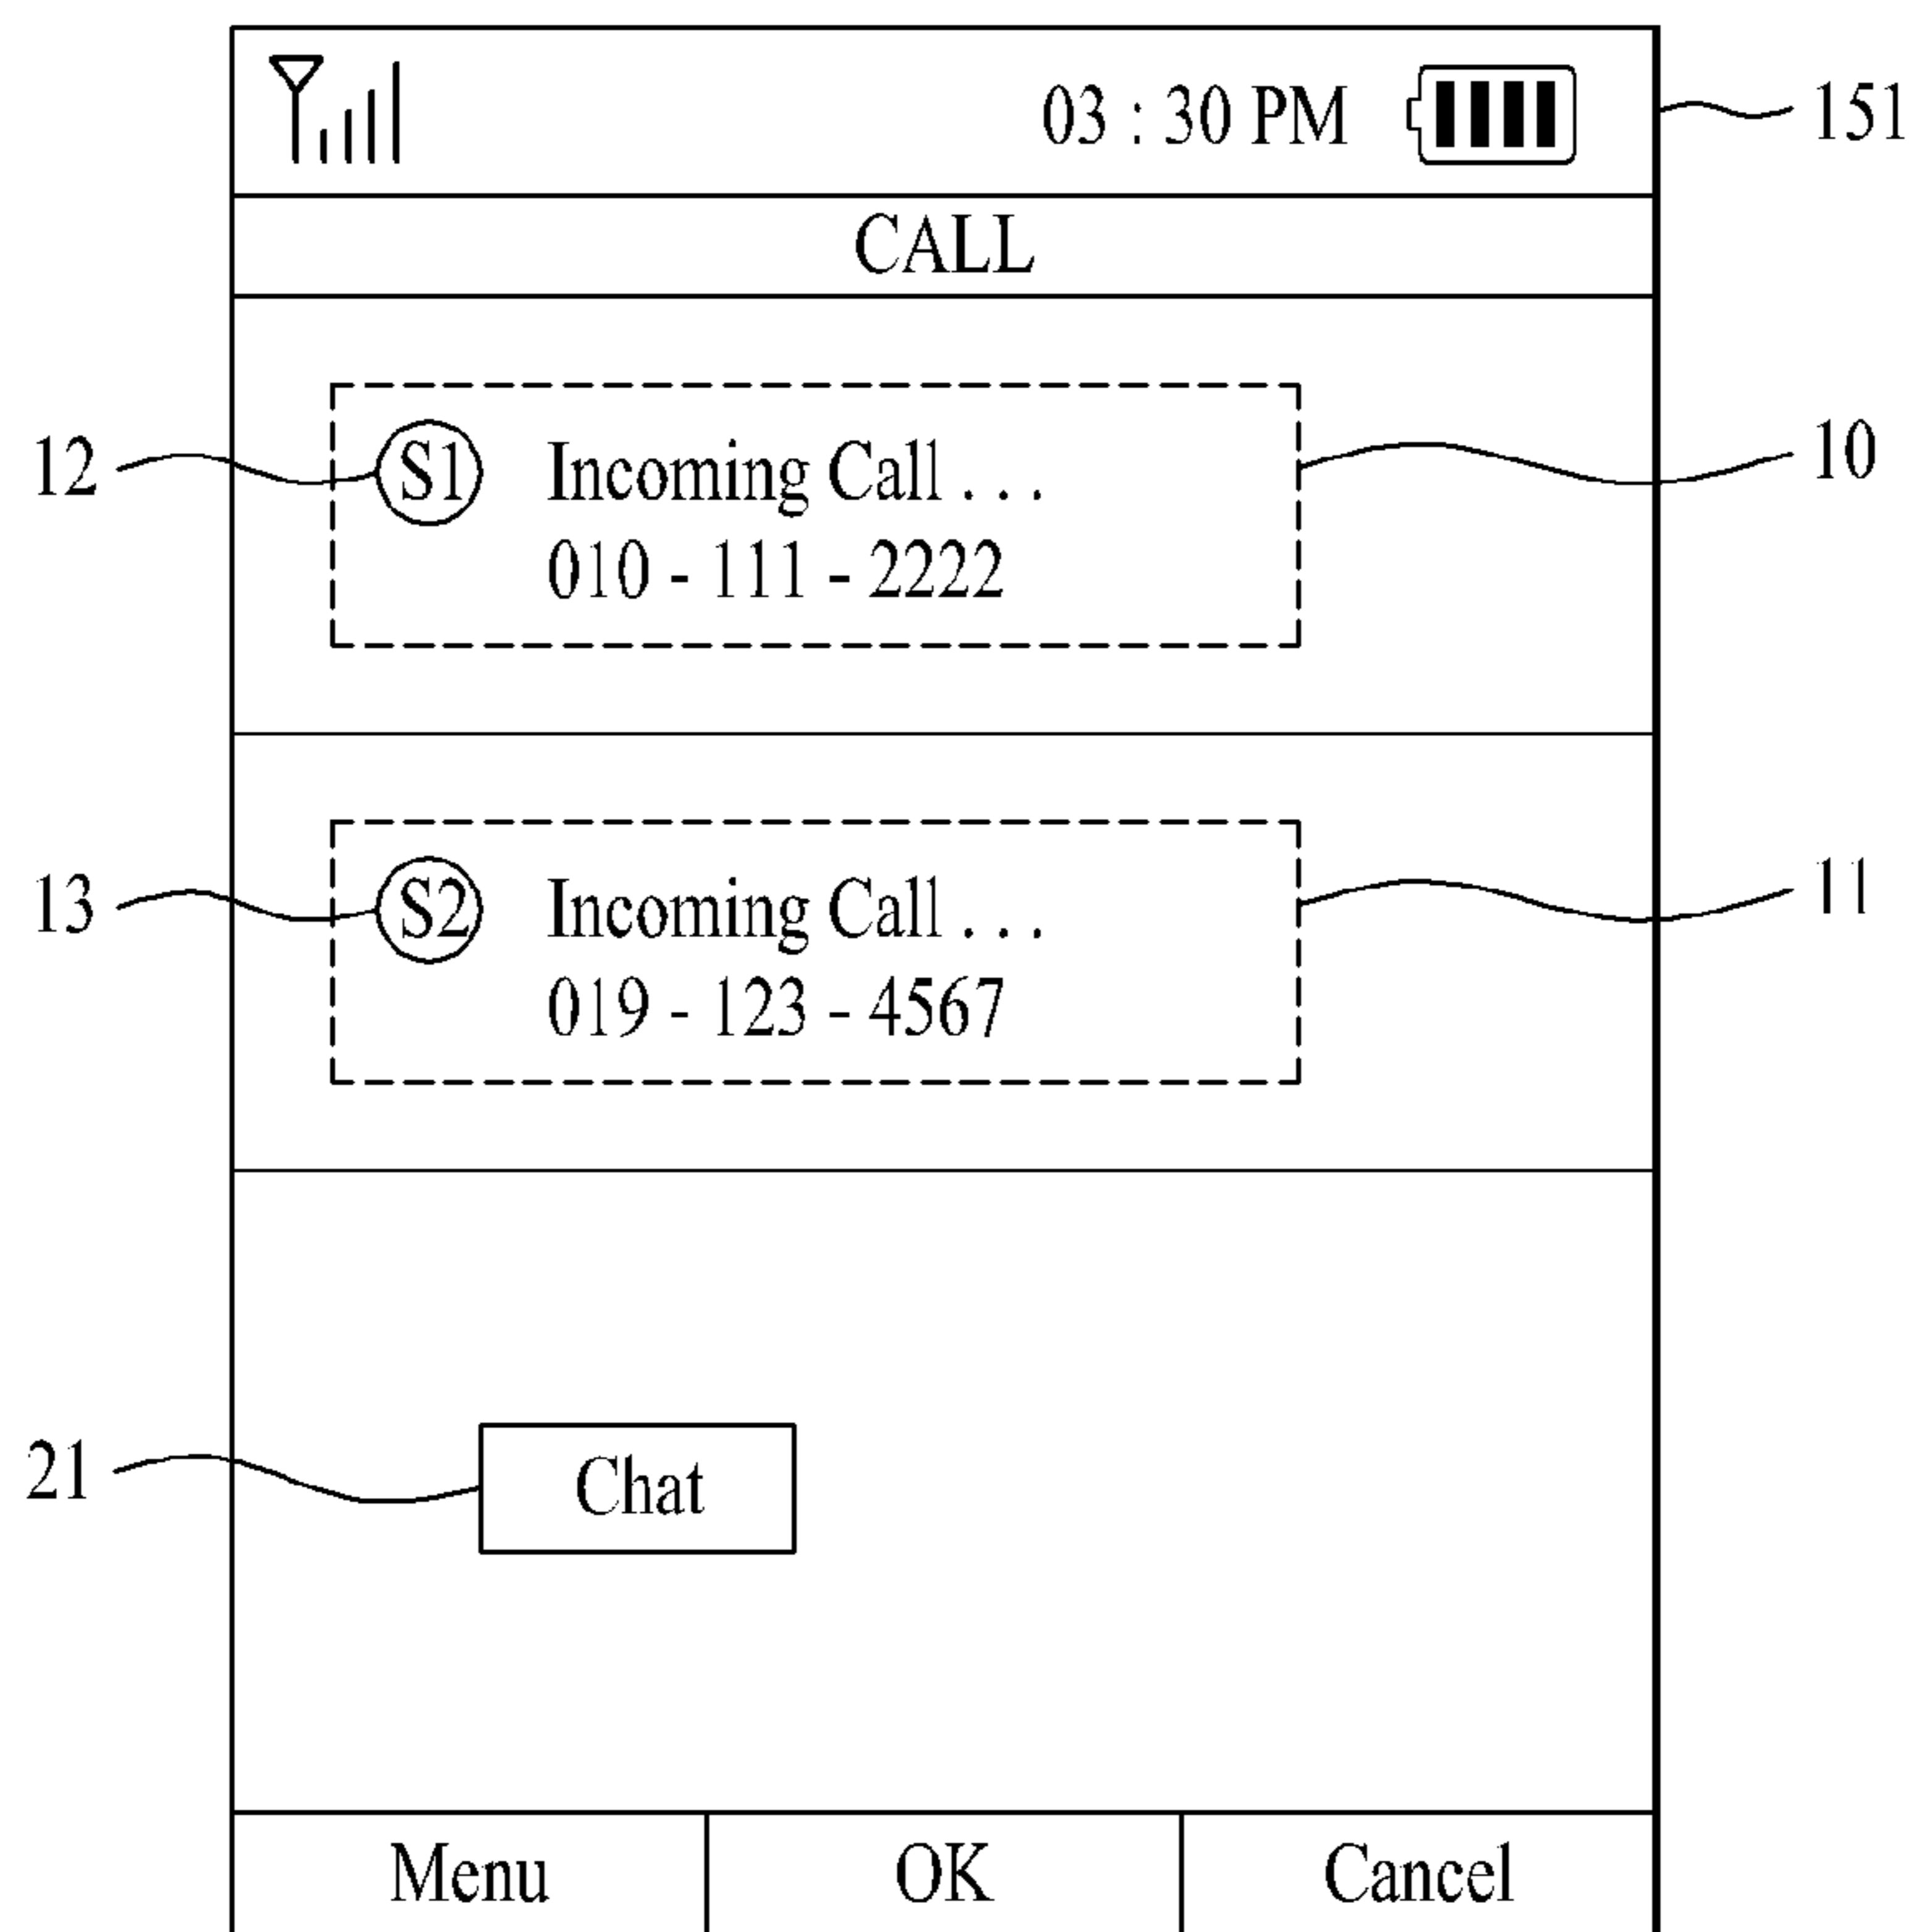 03 : 30 PM
151
CALL
12
S1
Incoming Call . . .
10
010 - 111 - 2222
13
S2
Incoming Call . . .
11
019 - 123 - 4567
21
Chat
Menu
OK
Cancel